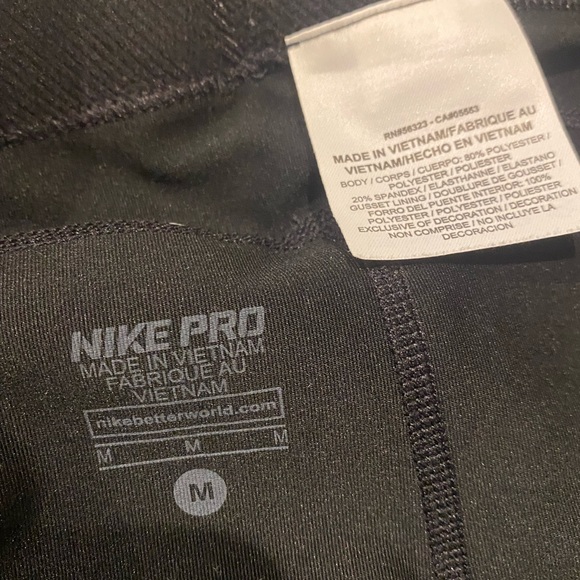 RN#56323 - CA#05553
MADE IN VIETNAM/FABRIQUE AU
VIETNAM/HECHO EN VIETNAM
BODY / CORPS / CUERPO: 80% POLYESTER /
POLYESTER / POLIESTER
20% SPANDEX / ELASTHANNE / ELASTANO
GUSSET LINING / DOUBLURE DE GOUSSET /
FORRO DEL PUENTE INTERIOR: 100%
POLYESTER / POLYESTER / POLIESTER
EXCLUSIVE OF DECORATION / DECORATION
NON COMPRISE / NO INCLUYE LA
DECORACION
NIKE PRO
MADE IN VIETNAM
FABRIQUE AU
VIETNAM
nikebetterworld.com
M M M
M